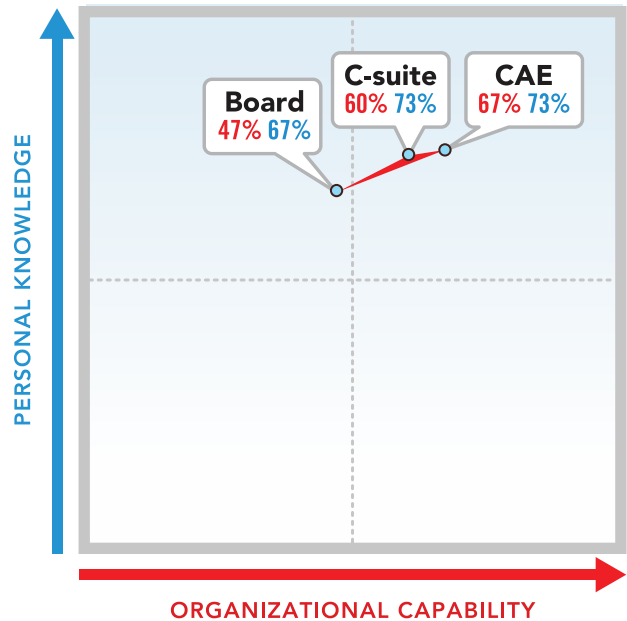 C-suite
60% 73%
CAE
67% 73%
Board
47% 67%
PERSONAL KNOWLEDGE
ORGANIZATIONAL CAPABILITY